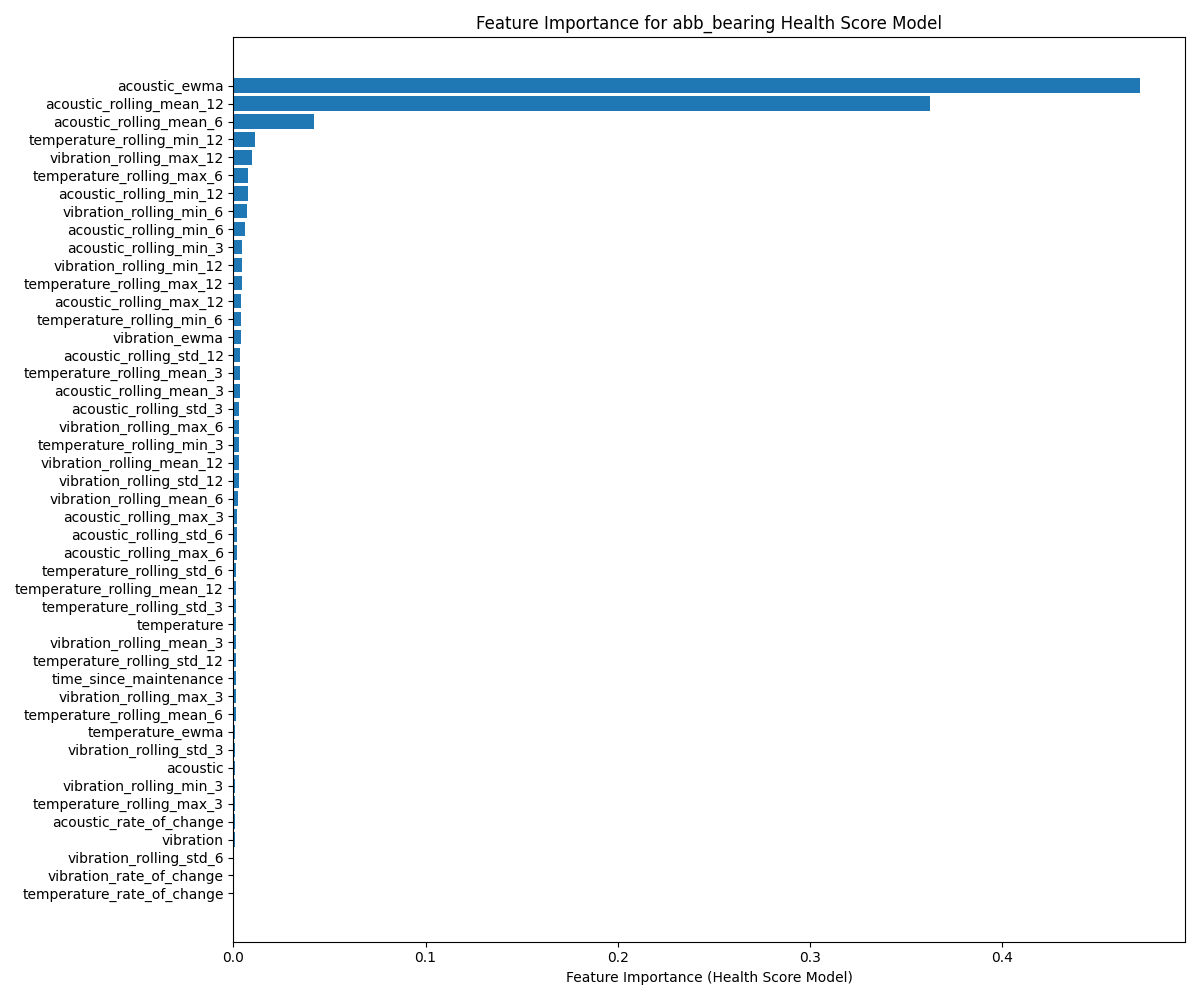 Feature Importance for abb_bearing Health Score Model
acoustic_ewma
acoustic_rolling_mean_12
acoustic_rolling_mean_6
temperature_rolling_min_12
vibration_rolling_max_12
temperature_rolling_max_6
acoustic_rolling_min_12
vibration_rolling_min_6
acoustic_rolling_min_6
acoustic_rolling_min_3
vibration_rolling_min_12
temperature_rolling_max_12
acoustic_rolling_max_12
temperature_rolling_min_6
vibration_ewma
acoustic_rolling_std_12
temperature_rolling_mean_3
acoustic_rolling_mean_3
acoustic_rolling_std_3
vibration_rolling_max_6
temperature_rolling_min_3
vibration_rolling_mean_12
vibration_rolling_std_12
vibration_rolling_mean_6
acoustic_rolling_max_3
acoustic_rolling_std_6
acoustic_rolling_max_6
temperature_rolling_std_6
temperature_rolling_mean_12
temperature_rolling_std_3
temperature
vibration_rolling_mean_3
temperature_rolling_std_12
time_since_maintenance
vibration_rolling_max_3
temperature_rolling_mean_6
temperature_ewma
vibration_rolling_std_3
acoustic
vibration_rolling_min_3
temperature_rolling_max_3
acoustic_rate_of_change
vibration
vibration_rolling_std_6
vibration_rate_of_change
temperature_rate_of_change
0.0 0.1 0.2 0.3 0.4
Feature Importance (Health Score Model)